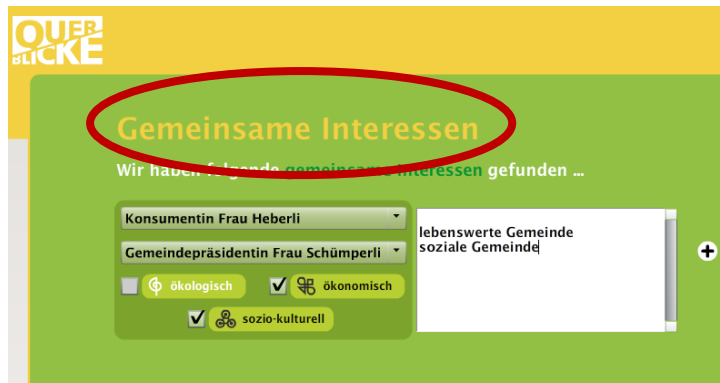 QUER
BLICKE
Gemeinsame Interessen
Wir haben folgende gemeinsame Interessen gefunden ...
Konsumentin Frau Heberli
Gemeindepräsidentin Frau Schümperli
ökologisch
ökonomisch
sozio-kulturell
lebenswerte Gemeinde
soziale Gemeinde